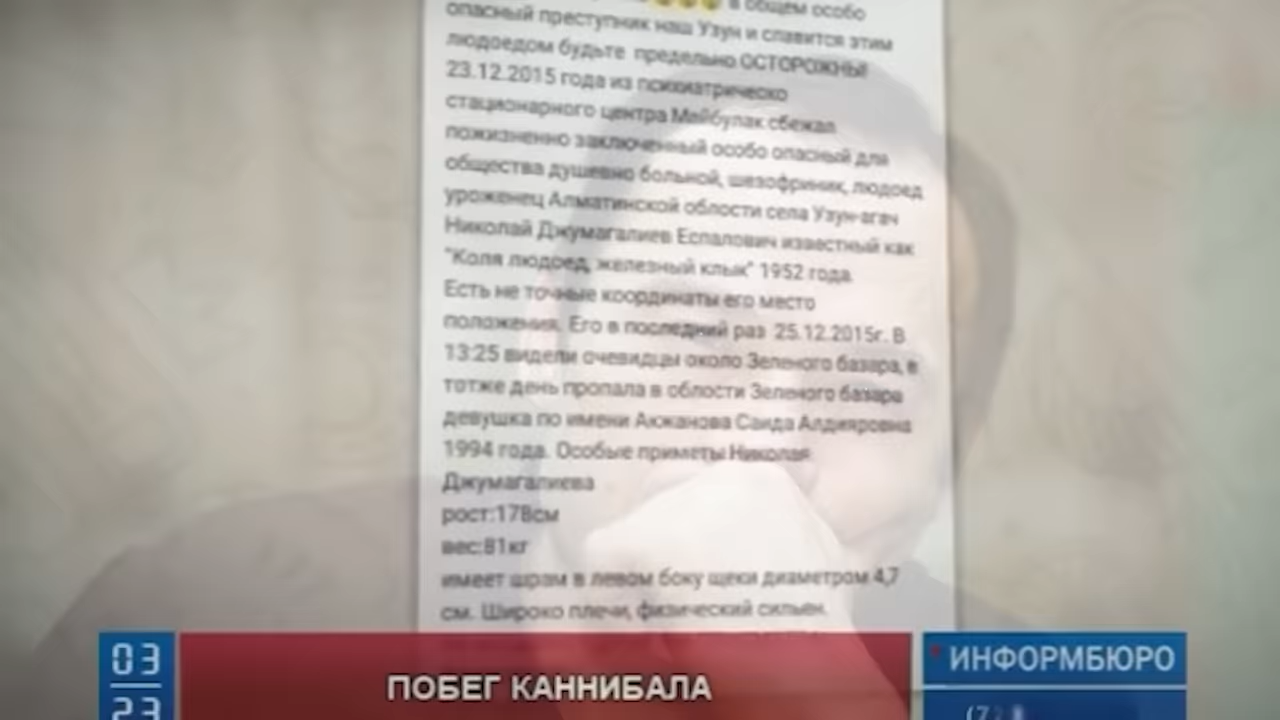 в общем особо
опасный преступник наш Узун и славится этим
людоедом будьте предельно ОСТОРОЖНЫ!
23.12.2015 года из психиатрическо
стационарного центра Майбулак сбежал
пожизненно заключенный особо опасный для
общества душевно больной, шезофриник, людоед
уроженец Алматинской облости села Узун-агач
Николай Джумагалиев Еспалович известный как
"Коля людоед, железный клык" 1952 года.
Есть не точные координаты его место
положения. Его в последний раз 25.12.2015г. В
13:25 видели очевидцы около Зеленого базара, в
тотже день пропала в облости Зеленого базара
девушка по имени Акжанова Саида Алдияровна
1994 года. Особые приметы Николая
Джумагалиева
рост:178см
вес:81кг
имеет шрам в левом боку щеки диаметром 4,7
см. Широко плечи, физический силен.
03
23
ПОБЕГ КАННИБАЛА
ИНФОРМБЮРО